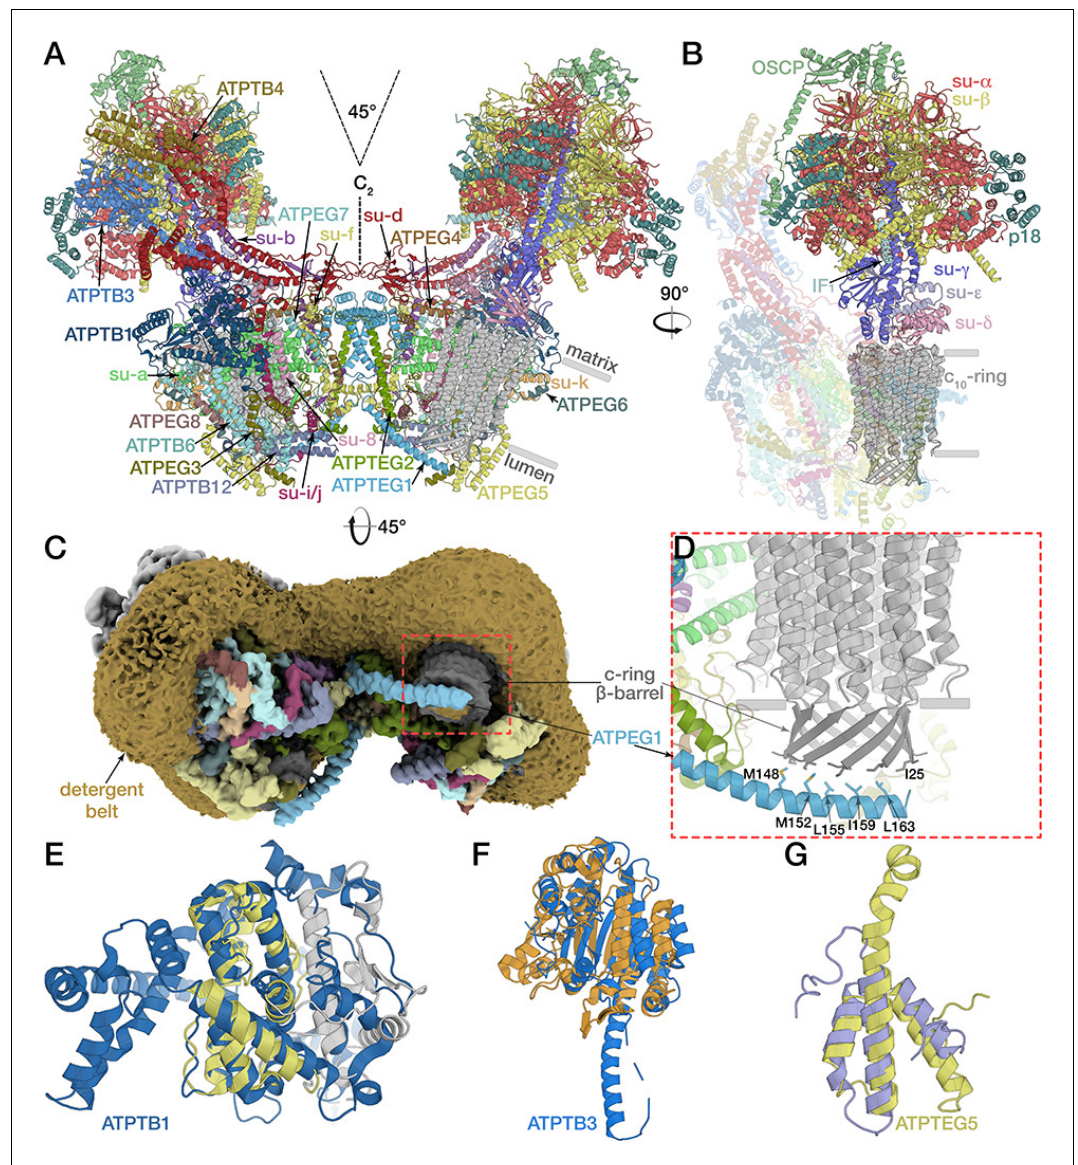 A
ATPTB4
45°
C2
ATPEG7
su-f
su-d
su-b
ATPEG4
ATPTB3
ATPTB1
su-a
ATPEG8
ATPTB6
ATPEG3
ATPTB12
su-i/j
su-8
ATPTEG2
ATPTEG1
ATPEG5
matrix
su-k
ATPEG6
lumen
45°
90°
B
OSCP
su-α
su-β
p18
IF1
su-γ
su-ε
su-δ
c10-ring
C
detergent
belt
c-ring
β-barrel
ATPEG1
D
M148
M152
L155
I159
L163
I25
E
ATPTB1
F
ATPTB3
G
ATPTEG5